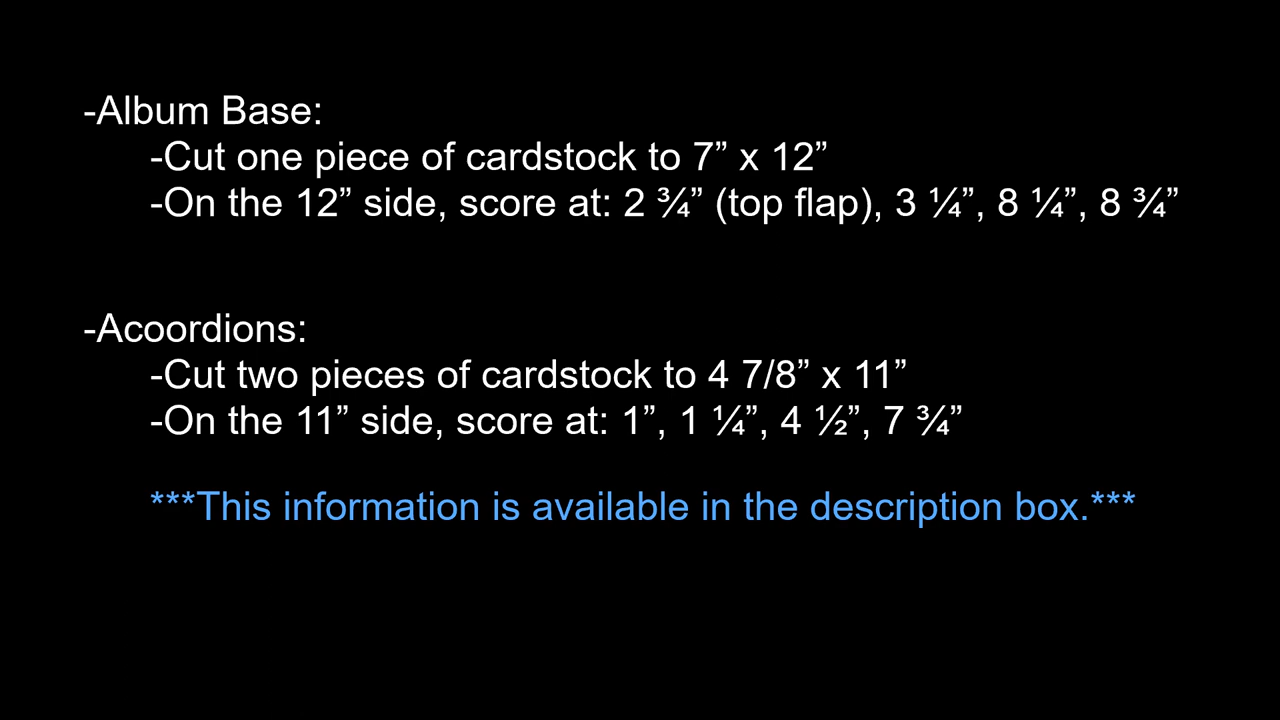 -Album Base:
-Cut one piece of cardstock to 7” x 12”
-On the 12” side, score at: 2 ¾” (top flap), 3 ¼”, 8 ¼”, 8 ¾”
-Acoordions:
-Cut two pieces of cardstock to 4 7/8” x 11”
-On the 11” side, score at: 1”, 1 ¼”, 4 ½”, 7 ¾”
***This information is available in the description box.***